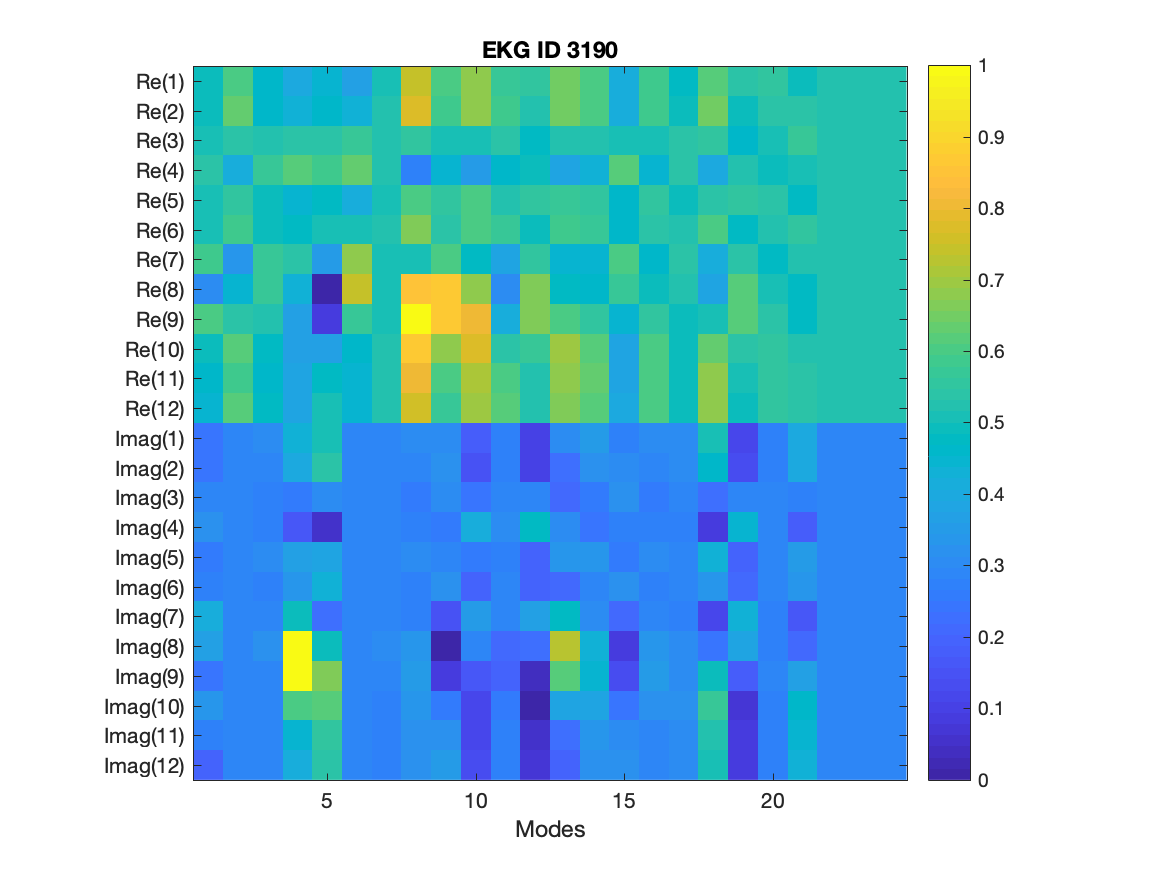 EKG ID 3190
Re(1)
Re(2)
Re(3)
Re(4)
Re(5)
Re(6)
Re(7)
Re(8)
Re(9)
Re(10)
Re(11)
Re(12)
Imag(1)
Imag(2)
Imag(3)
Imag(4)
Imag(5)
Imag(6)
Imag(7)
Imag(8)
Imag(9)
Imag(10)
Imag(11)
Imag(12)
5 10 15 20
Modes
1
0.9
0.8
0.7
0.6
0.5
0.4
0.3
0.2
0.1
0